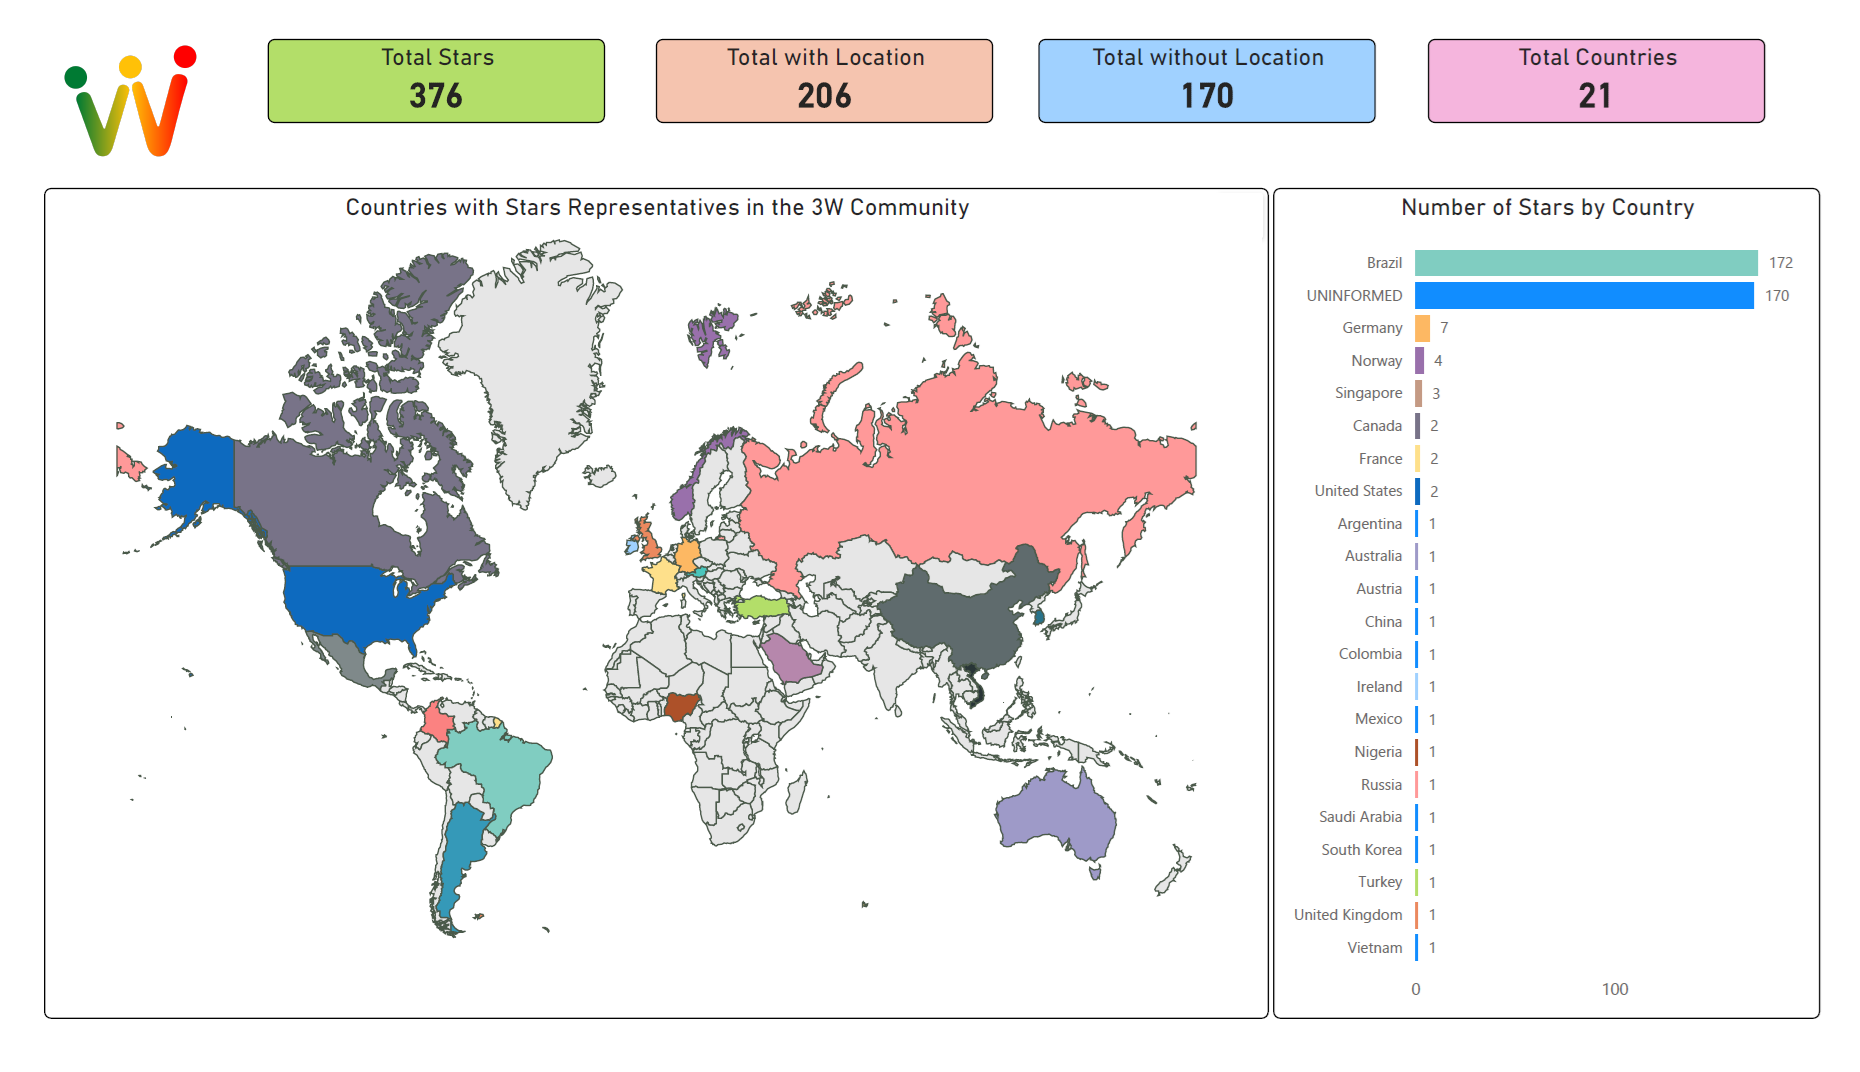 Total Stars
376
Total with Location
206
Total without Location
170
Total Countries
21
Countries with Stars Representatives in the 3W Community
Number of Stars by Country
Brazil 172
UNINFORMED 170
Germany 7
Norway 4
Singapore 3
Canada 2
France 2
United States 2
Argentina 1
Australia 1
Austria 1
China 1
Colombia 1
Ireland 1
Mexico 1
Nigeria 1
Russia 1
Saudi Arabia 1
South Korea 1
Turkey 1
United Kingdom 1
Vietnam 1
0 100